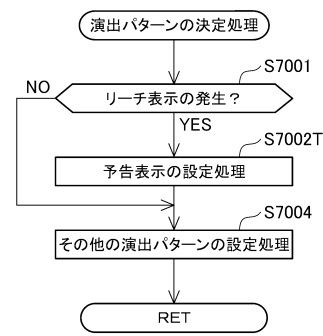 演出パターンの決定処理
S7001
NO
リーチ表示の発生？
YES
S7002T
予告表示の設定処理
S7004
その他の演出パターンの設定処理
RET